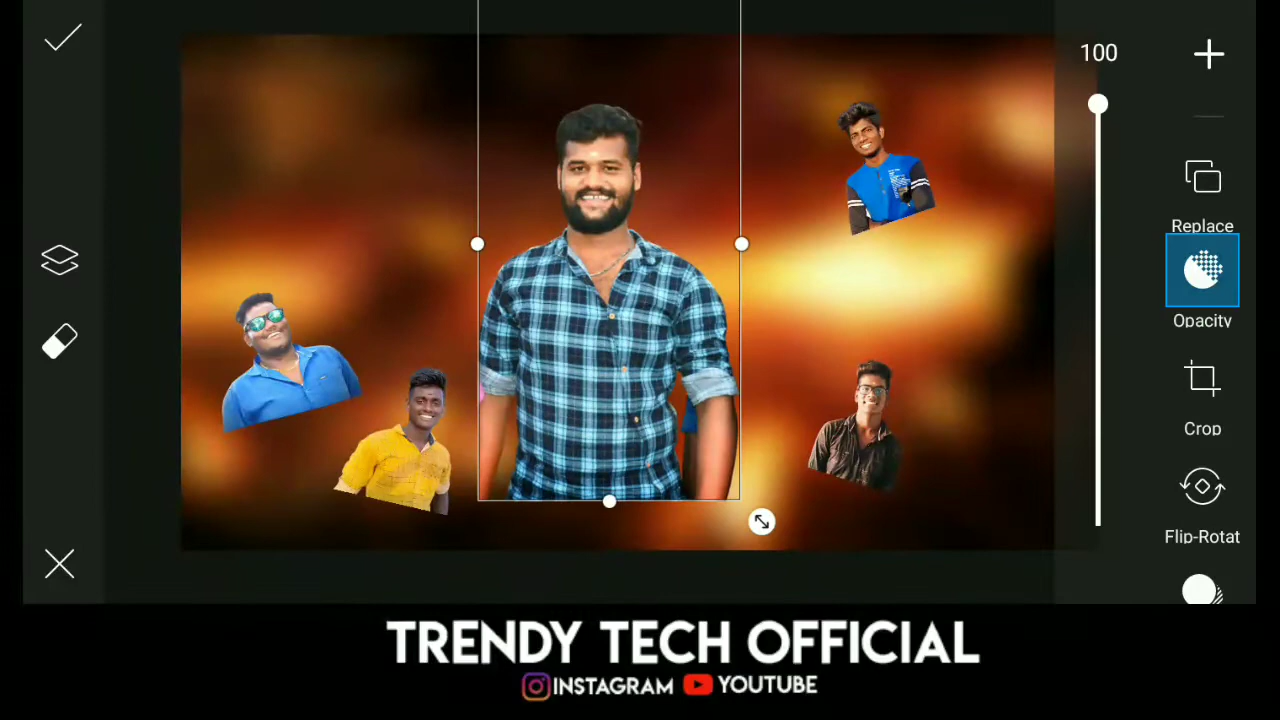 100
Replace
Opacity
Crop
Flip-Rotat
TRENDY TECH OFFICIAL
INSTAGRAM YOUTUBE